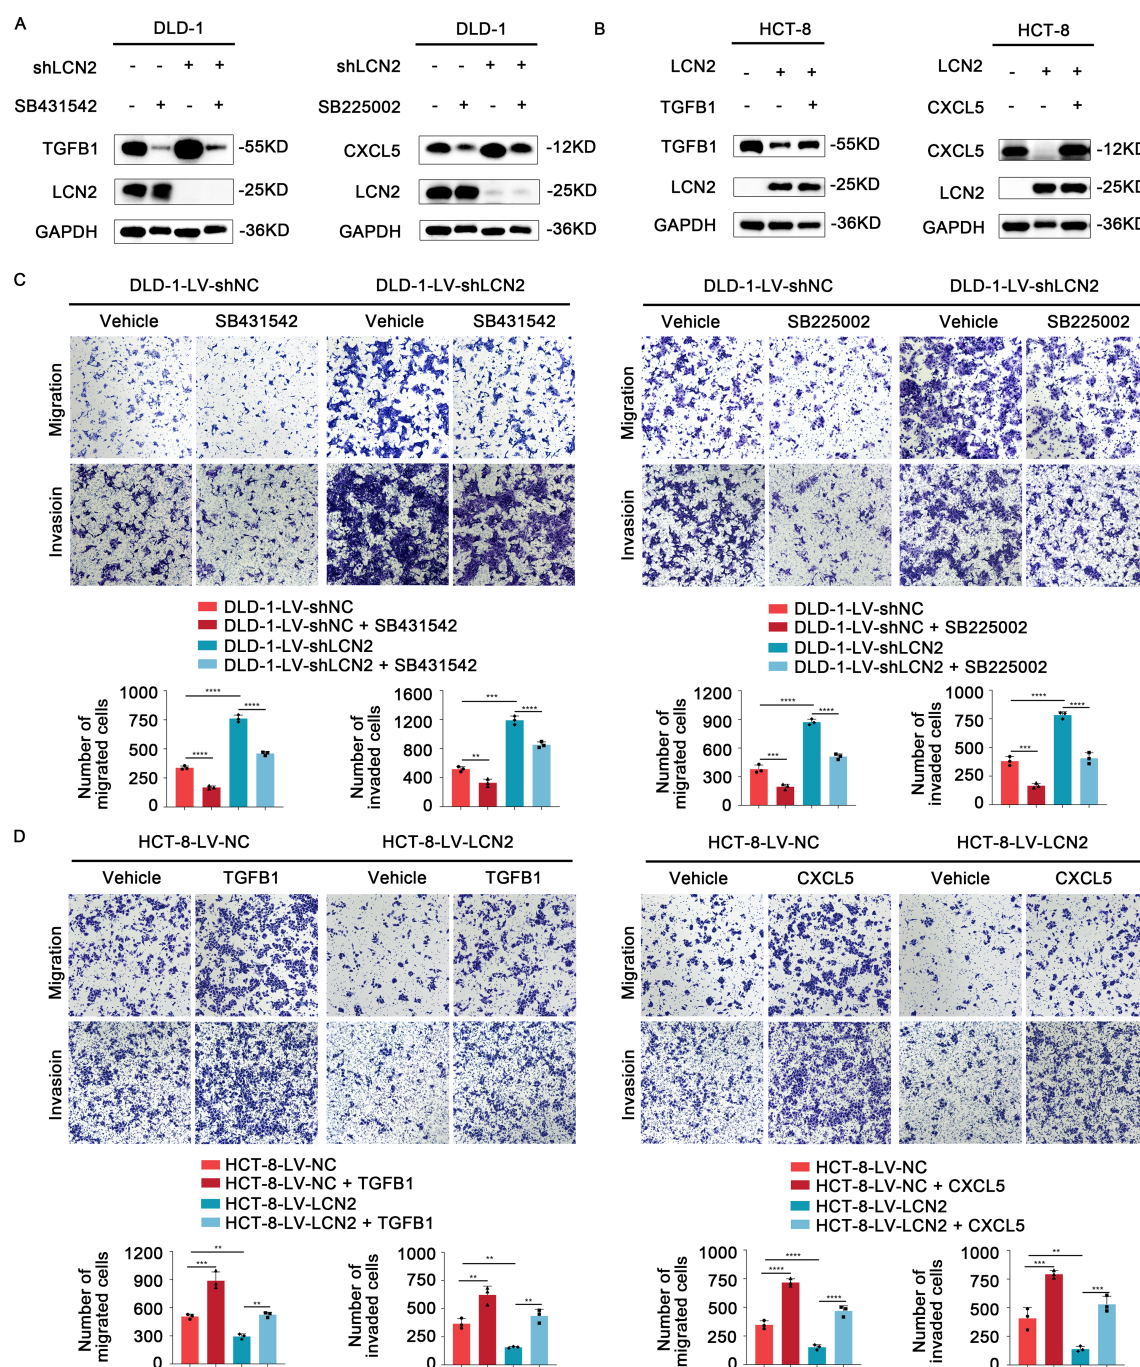 A
DLD-1
shLCN2 - - + +
SB431542 - + - +
TGFB1 -55KD
LCN2 -25KD
GAPDH -36KD
DLD-1
shLCN2 - - + +
SB225002 - + - +
CXCL5 -12KD
LCN2 -25KD
GAPDH -36KD
B
HCT-8
LCN2 - + +
TGFB1 - - +
TGFB1 -55KD
LCN2 -25KD
GAPDH -36KD
HCT-8
LCN2 - + +
CXCL5 - - +
CXCL5 -12KD
LCN2 -25KD
GAPDH -36KD
C
DLD-1-LV-shNC DLD-1-LV-shLCN2
Vehicle SB431542 Vehicle SB431542
Migration
Invasioin
DLD-1-LV-shNC
DLD-1-LV-shNC + SB431542
DLD-1-LV-shLCN2
DLD-1-LV-shLCN2 + SB431542
Number of
migrated cells
1000
750
500
250
0
**** **** ****
Number of
invaded cells
1600
1200
800
400
0
*** ** ****
DLD-1-LV-shNC DLD-1-LV-shLCN2
Vehicle SB225002 Vehicle SB225002
Migration
Invasioin
DLD-1-LV-shNC
DLD-1-LV-shNC + SB225002
DLD-1-LV-shLCN2
DLD-1-LV-shLCN2 + SB225002
Number of
migrated cells
1200
900
600
300
0
**** *** ****
Number of
invaded cells
1000
750
500
250
0
**** *** ****
D
HCT-8-LV-NC HCT-8-LV-LCN2
Vehicle TGFB1 Vehicle TGFB1
Migration
Invasioin
HCT-8-LV-NC
HCT-8-LV-NC + TGFB1
HCT-8-LV-LCN2
HCT-8-LV-LCN2 + TGFB1
Number of
migrated cells
1200
900
600
300
0
** *** **
Number of
invaded cells
1000
750
500
250
0
** ** **
HCT-8-LV-NC HCT-8-LV-LCN2
Vehicle CXCL5 Vehicle CXCL5
Migration
Invasioin
HCT-8-LV-NC
HCT-8-LV-NC + CXCL5
HCT-8-LV-LCN2
HCT-8-LV-LCN2 + CXCL5
Number of
migrated cells
1000
750
500
250
0
**** **** ****
Number of
invaded cells
1000
750
500
250
0
** *** ***